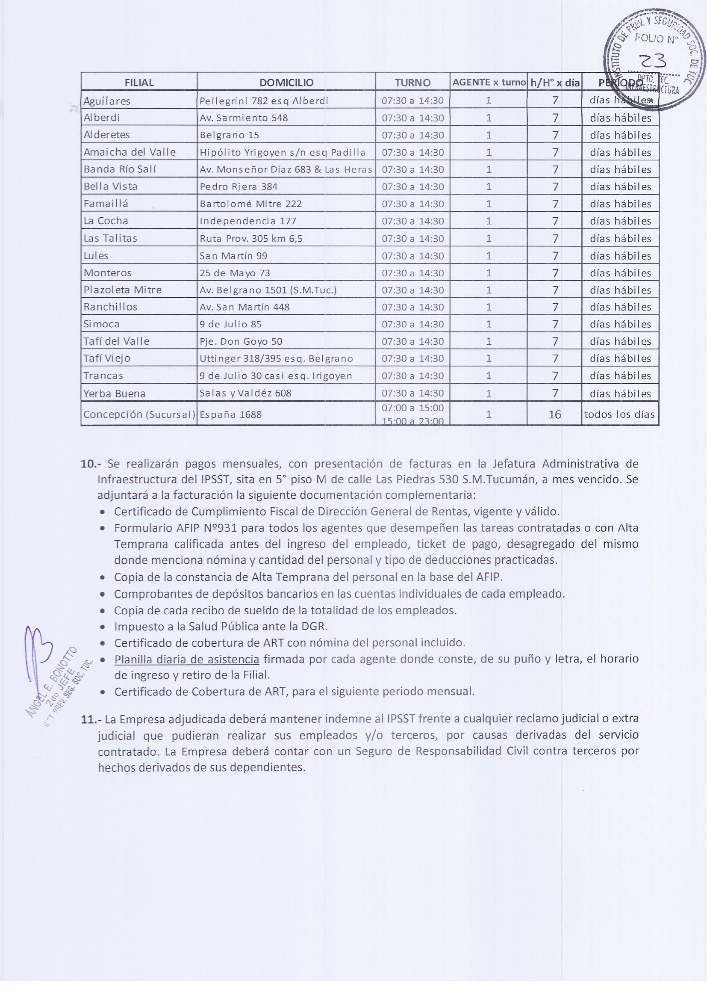 INSTITUTO DE PREV. Y SEGURIDAD SOC. DE TUC
FOLIO N°
23
DPTO. TEC.
INFRAESTRUCTURA
FILIAL DOMICILIO TURNO AGENTE x turno h/H° x día PERIODO
Aguilares Pellegrini 782 esq Alberdi 07:30 a 14:30 1 7 días hábiles
Alberdi Av. Sarmiento 548 07:30 a 14:30 1 7 días hábiles
Alderetes Belgrano 15 07:30 a 14:30 1 7 días hábiles
Amaicha del Valle Hipólito Yrigoyen s/n esq Padilla 07:30 a 14:30 1 7 días hábiles
Banda Río Salí Av. Monseñor Díaz 683 & Las Heras 07:30 a 14:30 1 7 días hábiles
Bella Vista Pedro Riera 384 07:30 a 14:30 1 7 días hábiles
Famaillá Bartolomé Mitre 222 07:30 a 14:30 1 7 días hábiles
La Cocha Independencia 177 07:30 a 14:30 1 7 días hábiles
Las Talitas Ruta Prov. 305 km 6,5 07:30 a 14:30 1 7 días hábiles
Lules San Martín 99 07:30 a 14:30 1 7 días hábiles
Monteros 25 de Mayo 73 07:30 a 14:30 1 7 días hábiles
Plazoleta Mitre Av. Belgrano 1501 (S.M.Tuc.) 07:30 a 14:30 1 7 días hábiles
Ranchillos Av. San Martín 448 07:30 a 14:30 1 7 días hábiles
Simoca 9 de Julio 85 07:30 a 14:30 1 7 días hábiles
Tafí del Valle Pje. Don Goyo 50 07:30 a 14:30 1 7 días hábiles
Tafí Viejo Uttinger 318/395 esq. Belgrano 07:30 a 14:30 1 7 días hábiles
Trancas 9 de Julio 30 casi esq. Irigoyen 07:30 a 14:30 1 7 días hábiles
Yerba Buena Salas y Valdéz 608 07:30 a 14:30 1 7 días hábiles
Concepción (Sucursal) España 1688 07:00 a 15:00 1 16 todos los días
15:00 a 23:00
10.- Se realizarán pagos mensuales, con presentación de facturas en la Jefatura Administrativa de
Infraestructura del IPSST, sita en 5° piso M de calle Las Piedras 530 S.M.Tucumán, a mes vencido. Se
adjuntará a la facturación la siguiente documentación complementaria:
• Certificado de Cumplimiento Fiscal de Dirección General de Rentas, vigente y válido.
• Formulario AFIP Nº931 para todos los agentes que desempeñen las tareas contratadas o con Alta
Temprana calificada antes del ingreso del empleado, ticket de pago, desagregado del mismo
donde menciona nómina y cantidad del personal y tipo de deducciones practicadas.
• Copia de la constancia de Alta Temprana del personal en la base del AFIP.
• Comprobantes de depósitos bancarios en las cuentas individuales de cada empleado.
• Copia de cada recibo de sueldo de la totalidad de los empleados.
• Impuesto a la Salud Pública ante la DGR.
• Certificado de cobertura de ART con nómina del personal incluido.
• Planilla diaria de asistencia firmada por cada agente donde conste, de su puño y letra, el horario
de ingreso y retiro de la Filial.
• Certificado de Cobertura de ART, para el siguiente periodo mensual.
ÁNGEL E. BONOTTO
2do JEFE
INST PREV. SEG. SOC. TUC.
11.- La Empresa adjudicada deberá mantener indemne al IPSST frente a cualquier reclamo judicial o extra
judicial que pudieran realizar sus empleados y/o terceros, por causas derivadas del servicio
contratado. La Empresa deberá contar con un Seguro de Responsabilidad Civil contra terceros por
hechos derivados de sus dependientes.